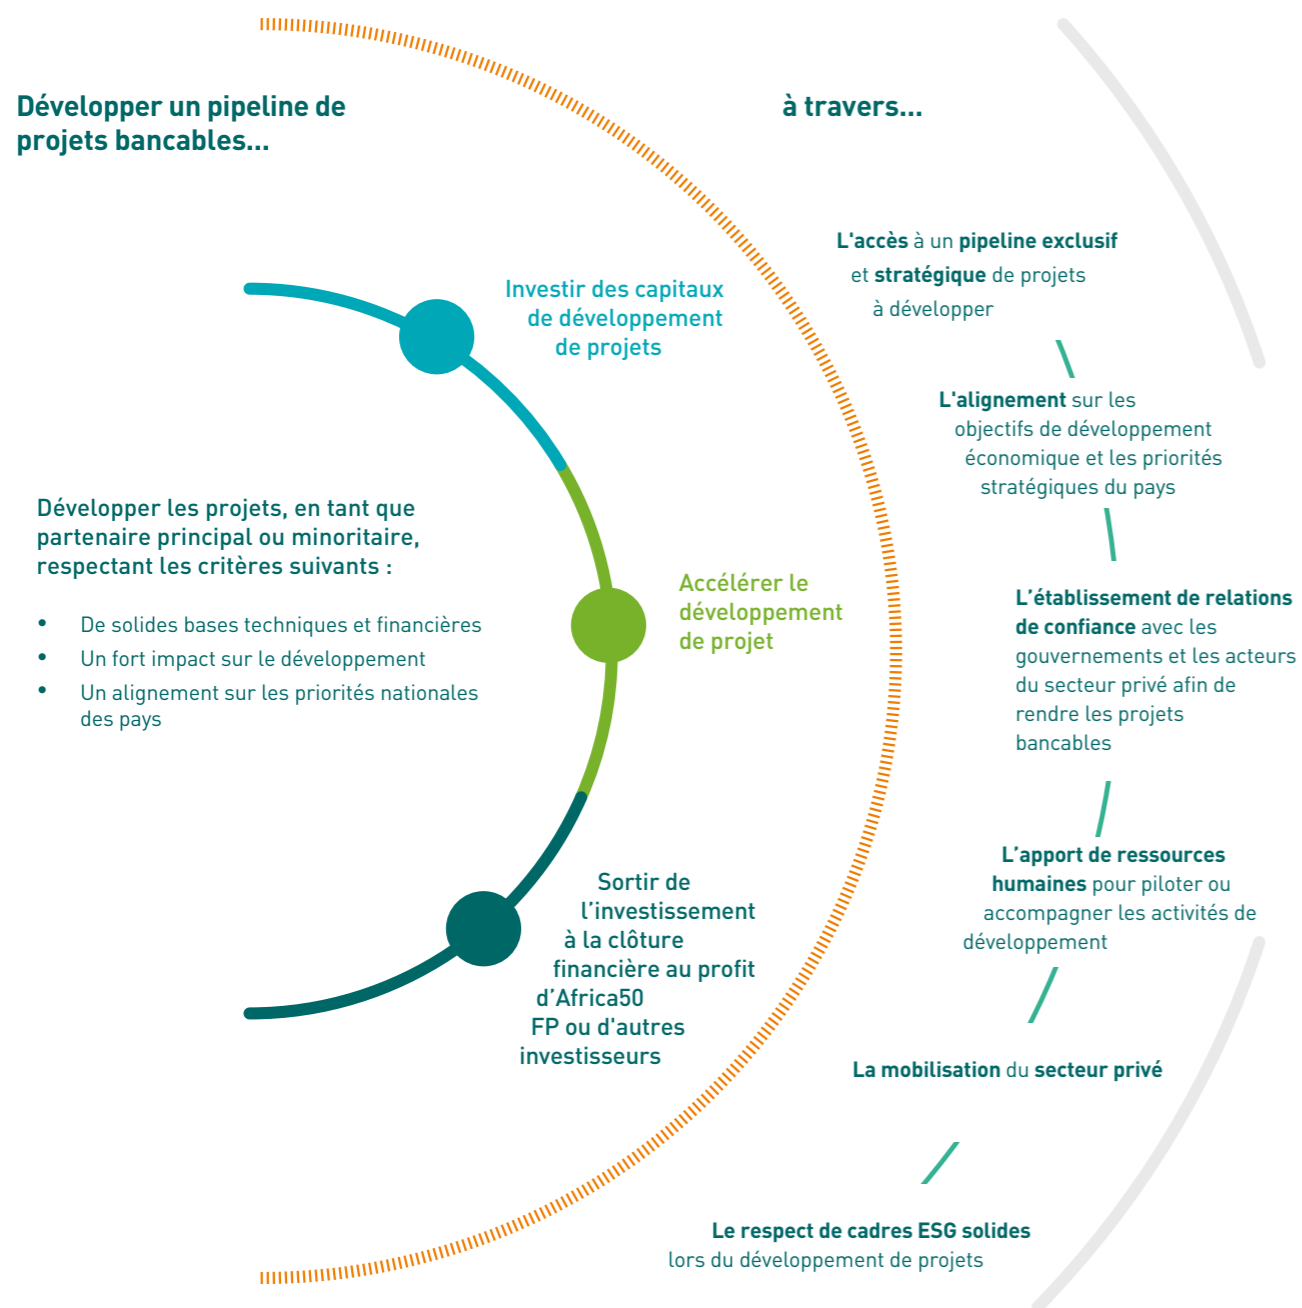 Développer un pipeline de
projets bancables...
à travers...
Investir des capitaux
de développement
de projets
Développer les projets, en tant que
partenaire principal ou minoritaire,
respectant les critères suivants :
• De solides bases techniques et financières
• Un fort impact sur le développement
• Un alignement sur les priorités nationales
des pays
Accélérer le
développement
de projet
Sortir de
l’investissement
à la clôture
financière au profit
d’Africa50
FP ou d'autres
investisseurs
L'accès à un pipeline exclusif
et stratégique de projets
à développer
L'alignement sur les
objectifs de développement
économique et les priorités
stratégiques du pays
L’établissement de relations
de confiance avec les
gouvernements et les acteurs
du secteur privé afin de
rendre les projets
bancables
L’apport de ressources
humaines pour piloter ou
accompagner les activités de
développement
La mobilisation du secteur privé
Le respect de cadres ESG solides
lors du développement de projets